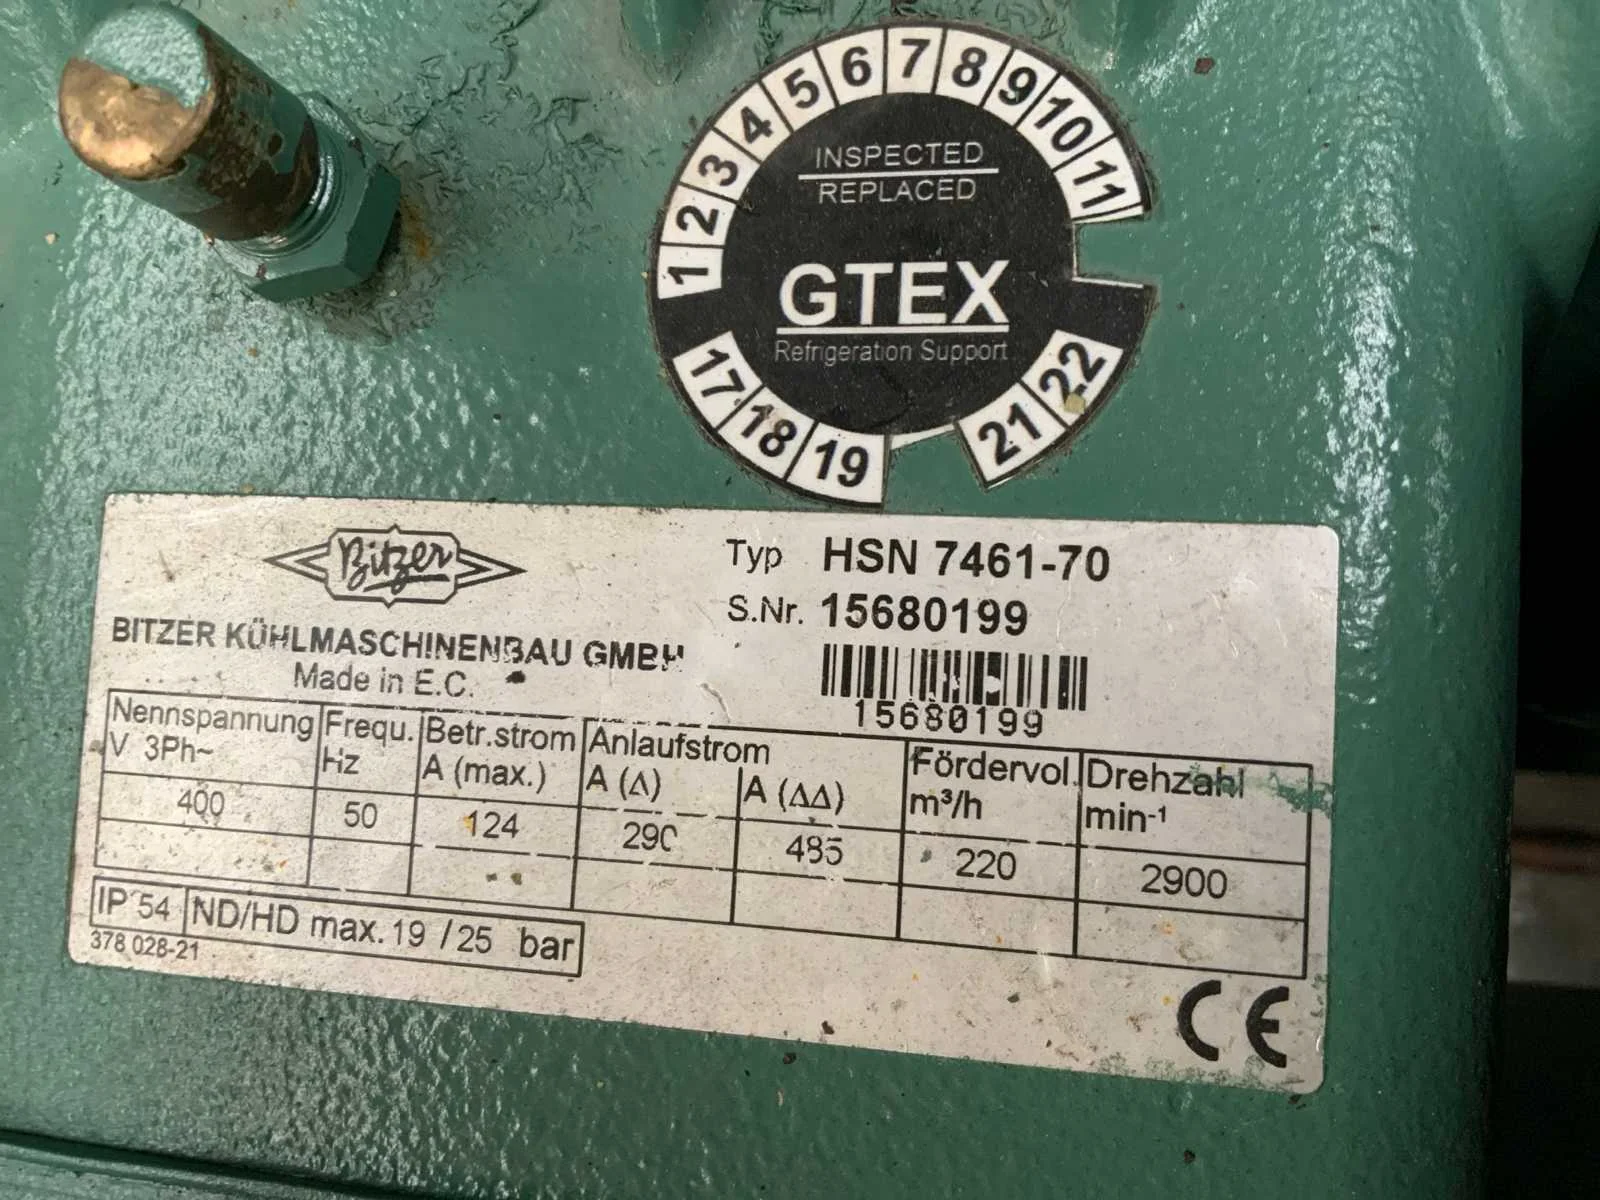 1 2 3 4 5 6 7 8 9 10 11
INSPECTED
REPLACED
GTEX
Refrigeration Support
17 18 19 21 22
Bitzer
BITZER KÜHLMASCHINENBAU GMBH
Made in E.C.
Typ HSN 7461-70
S.Nr. 15680199
15680199
Nennspannung V 3Ph~ | Frequ. Hz | Betr.strom A (max.) | Anlaufstrom A (Δ) | A (ΔΔ) | Fördervol. m³/h | Drehzahl min-¹
400 | 50 | 124 | 290 | 485 | 220 | 2900
IP 54 ND/HD max. 19 / 25 bar
378 028-21
CE